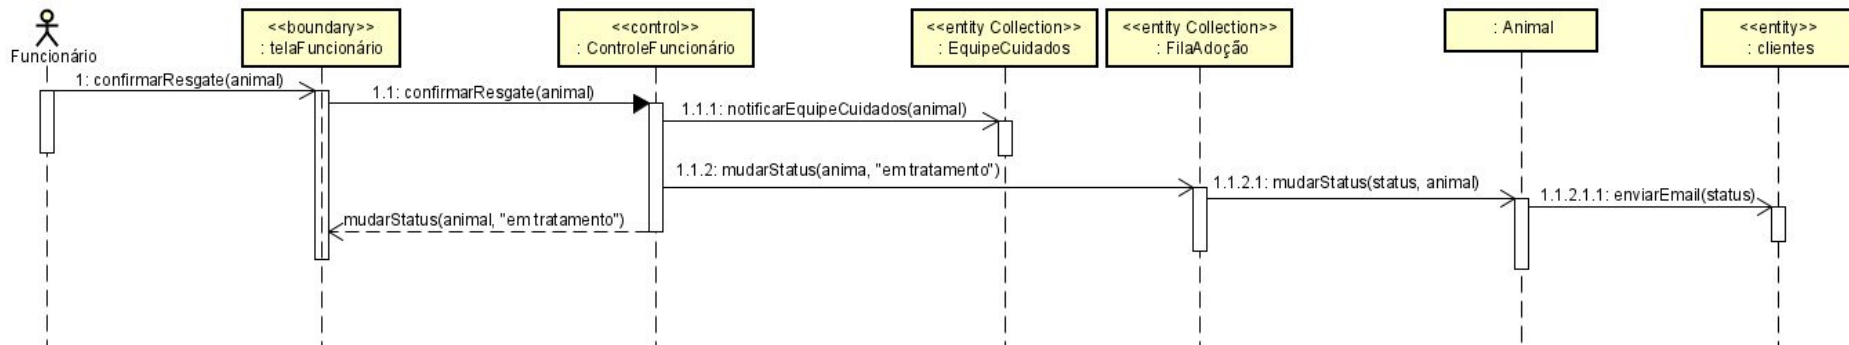 Funcionário
<<boundary>>
: telaFuncionário
<<control>>
: ControleFuncionário
<<entity Collection>>
: EquipeCuidados
<<entity Collection>>
: FilaAdoção
: Animal
<<entity>>
: clientes
1: confirmarResgate(animal)
1.1: confirmarResgate(animal)
1.1.1: notificarEquipeCuidados(animal)
1.1.2: mudarStatus(anima, "em tratamento")
1.1.2.1: mudarStatus(status, animal)
1.1.2.1.1: enviarEmail(status)
mudarStatus(animal, "em tratamento")